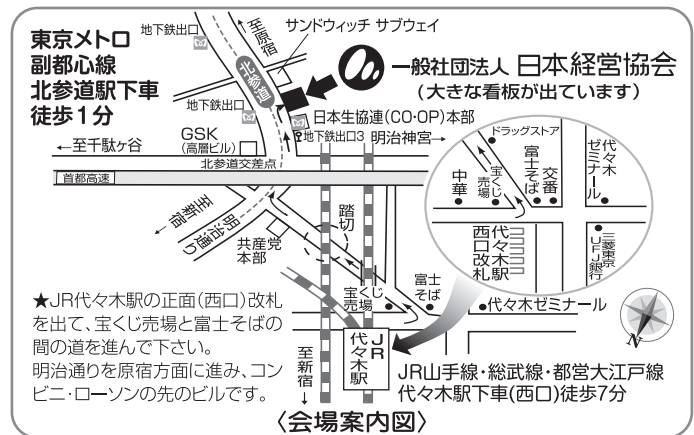 東京メトロ
副都心線
北参道駅下車
徒歩1分
地下鉄出口
至原宿
サンドウィッチ サブウェイ
北参道
一般社団法人 日本経営協会
(大きな看板が出ています)
地下鉄出口
日本生協連(CO・OP)本部
地下鉄出口3
明治神宮→
←至千駄ヶ谷
GSK
(高層ビル)
北参道交差点
首都高速
至新宿
明治通り
共産党
本部
踏切
ドラッグストア
中華
宝くじ売場
富士そば
交番
代々木ゼミナール
代々木駅西口改札
三菱東京UFJ銀行
宝くじ
売場
富士
そば
代々木ゼミナール
★JR代々木駅の正面(西口)改札
を出て、宝くじ売場と富士そばの
間の道を進んで下さい。
明治通りを原宿方面に進み、コン
ビニ・ローソンの先のビルです。
至新宿
JR
代々木駅
JR山手線・総武線・都営大江戸線
代々木駅下車(西口)徒歩7分
〈会場案内図〉